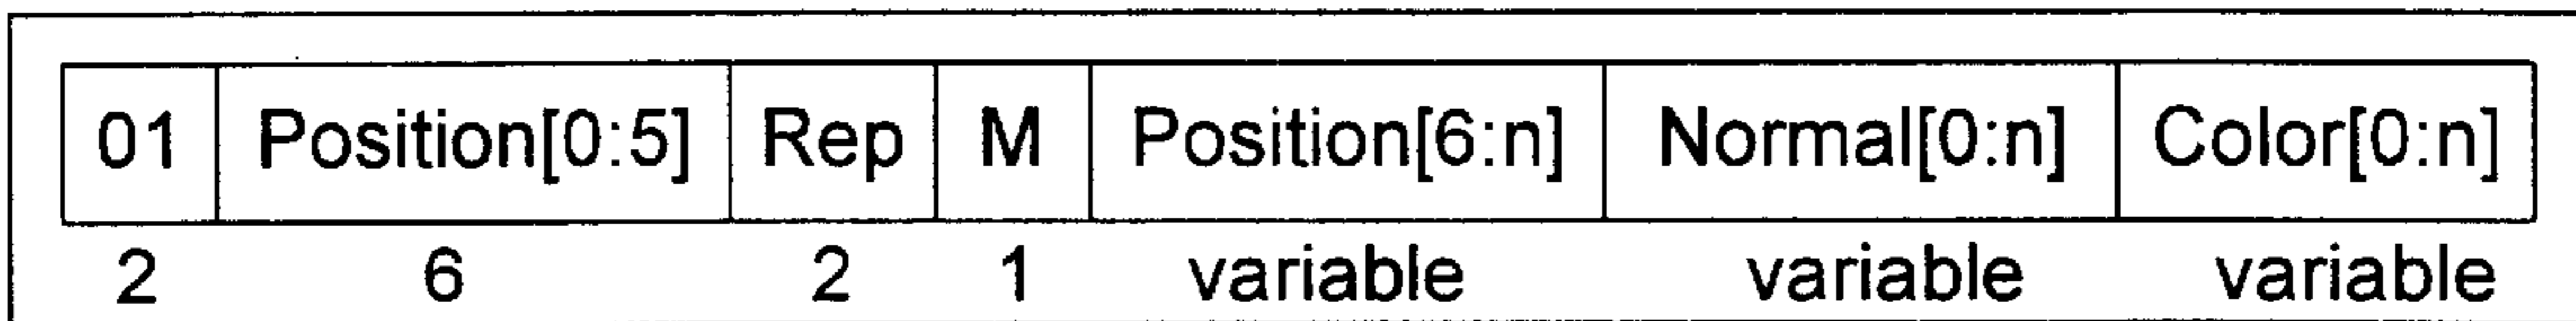 01 Position[0:5] Rep M Position[6:n] Normal[0:n] Color[0:n]
2 6 2 1 variable variable variable